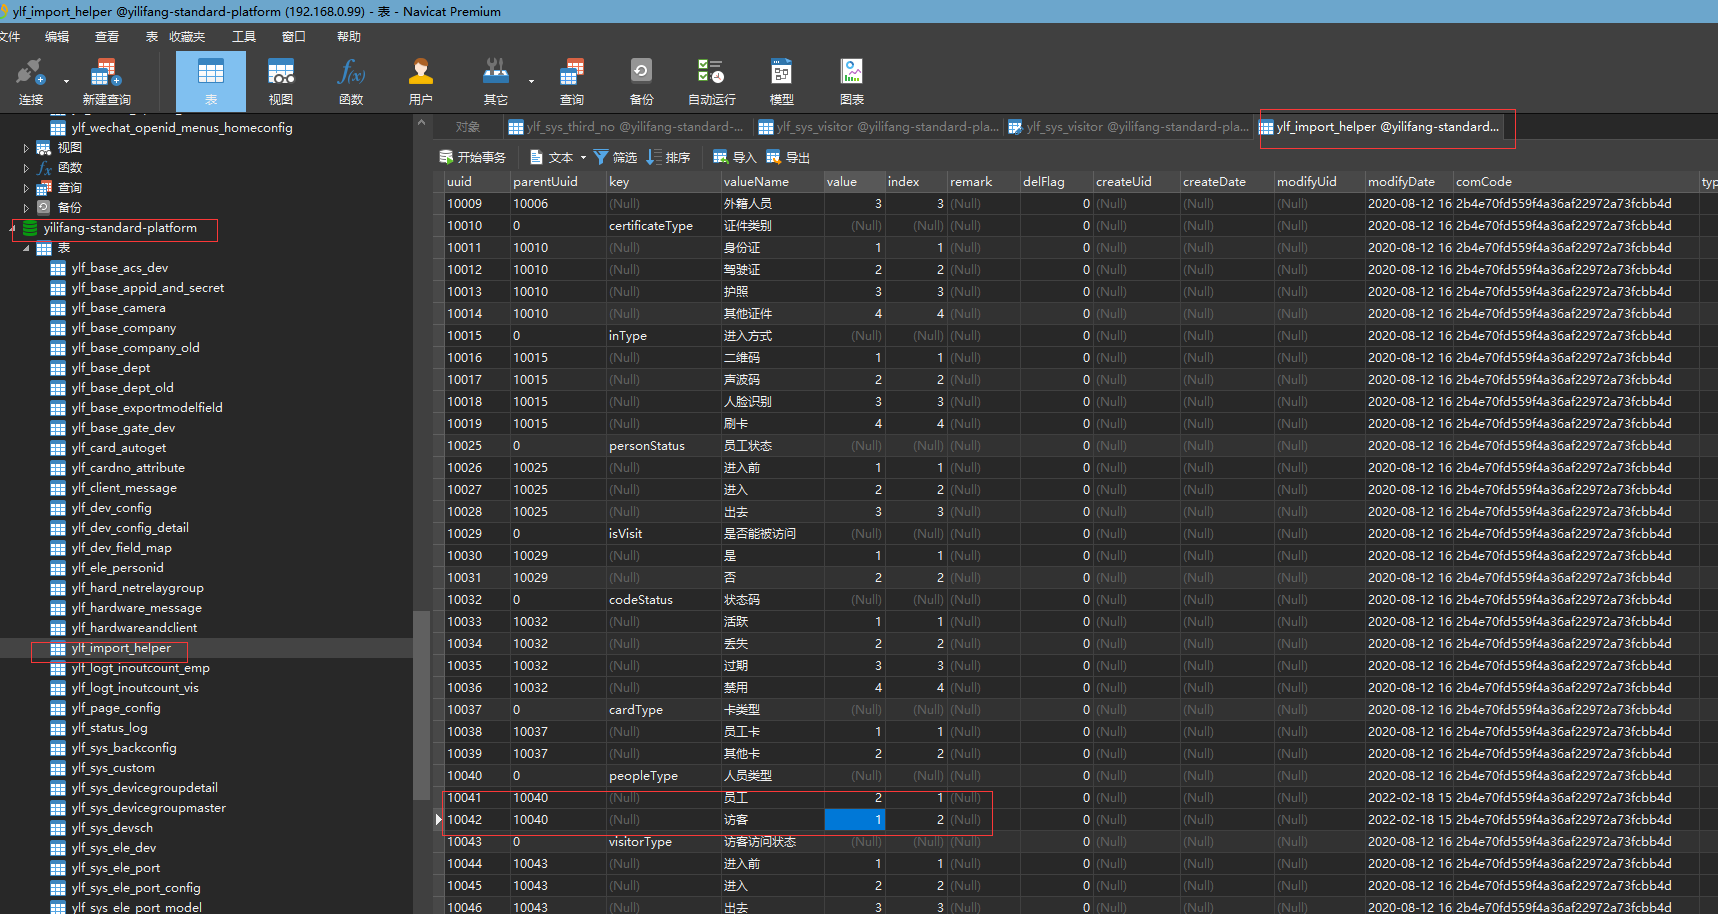 ylf_import_helper @yilifang-standard-platform (192.168.0.99) - 表 - Navicat Premium
文件 编辑 查看 表 收藏夹 工具 窗口 帮助
连接 新建查询 表 视图 函数 用户 其它 查询 备份 自动运行 模型 图表
ylf_wechat_openid_menus_homeconfig
视图
函数
查询
备份
yilifang-standard-platform
表
ylf_base_acs_dev
ylf_base_appid_and_secret
ylf_base_camera
ylf_base_company
ylf_base_company_old
ylf_base_dept
ylf_base_dept_old
ylf_base_exportmodelfield
ylf_base_gate_dev
ylf_card_autoget
ylf_cardno_attribute
ylf_client_message
ylf_dev_config
ylf_dev_config_detail
ylf_dev_field_map
ylf_ele_personid
ylf_hard_netrelaygroup
ylf_hardware_message
ylf_hardwareandclient
ylf_import_helper
ylf_logt_inoutcount_emp
ylf_logt_inoutcount_vis
ylf_page_config
ylf_status_log
ylf_sys_backconfig
ylf_sys_custom
ylf_sys_devicegroupdetail
ylf_sys_devicegroupmaster
ylf_sys_devsch
ylf_sys_ele_dev
ylf_sys_ele_port
ylf_sys_ele_port_config
ylf_sys_ele_port_model
对象 ylf_sys_third_no @yilifang-standard-... ylf_sys_visitor @yilifang-standard-pla... ylf_sys_visitor @yilifang-standard-pla... ylf_import_helper @yilifang-standard...
开始事务 文本 筛选 排序 导入 导出
uuid parentUuid key valueName value index remark delFlag createUid createDate modifyUid modifyDate comCode typ
10009 10006 (Null) 外籍人员 3 3 (Null) 0 (Null) (Null) (Null) 2020-08-12 16 2b4e70fd559f4a36af22972a73fcbb4d
10010 0 certificateType 证件类别 (Null) (Null) (Null) 0 (Null) (Null) (Null) 2020-08-12 16 2b4e70fd559f4a36af22972a73fcbb4d
10011 10010 (Null) 身份证 1 1 (Null) 0 (Null) (Null) (Null) 2020-08-12 16 2b4e70fd559f4a36af22972a73fcbb4d
10012 10010 (Null) 驾驶证 2 2 (Null) 0 (Null) (Null) (Null) 2020-08-12 16 2b4e70fd559f4a36af22972a73fcbb4d
10013 10010 (Null) 护照 3 3 (Null) 0 (Null) (Null) (Null) 2020-08-12 16 2b4e70fd559f4a36af22972a73fcbb4d
10014 10010 (Null) 其他证件 4 4 (Null) 0 (Null) (Null) (Null) 2020-08-12 16 2b4e70fd559f4a36af22972a73fcbb4d
10015 0 inType 进入方式 (Null) (Null) (Null) 0 (Null) (Null) (Null) 2020-08-12 16 2b4e70fd559f4a36af22972a73fcbb4d
10016 10015 (Null) 二维码 1 1 (Null) 0 (Null) (Null) (Null) 2020-08-12 16 2b4e70fd559f4a36af22972a73fcbb4d
10017 10015 (Null) 声波码 2 2 (Null) 0 (Null) (Null) (Null) 2020-08-12 16 2b4e70fd559f4a36af22972a73fcbb4d
10018 10015 (Null) 人脸识别 3 3 (Null) 0 (Null) (Null) (Null) 2020-08-12 16 2b4e70fd559f4a36af22972a73fcbb4d
10019 10015 (Null) 刷卡 4 4 (Null) 0 (Null) (Null) (Null) 2020-08-12 16 2b4e70fd559f4a36af22972a73fcbb4d
10025 0 personStatus 员工状态 (Null) (Null) (Null) 0 (Null) (Null) (Null) 2020-08-12 16 2b4e70fd559f4a36af22972a73fcbb4d
10026 10025 (Null) 进入前 1 1 (Null) 0 (Null) (Null) (Null) 2020-08-12 16 2b4e70fd559f4a36af22972a73fcbb4d
10027 10025 (Null) 进入 2 2 (Null) 0 (Null) (Null) (Null) 2020-08-12 16 2b4e70fd559f4a36af22972a73fcbb4d
10028 10025 (Null) 出去 3 3 (Null) 0 (Null) (Null) (Null) 2020-08-12 16 2b4e70fd559f4a36af22972a73fcbb4d
10029 0 isVisit 是否能被访问 (Null) (Null) (Null) 0 (Null) (Null) (Null) 2020-08-12 16 2b4e70fd559f4a36af22972a73fcbb4d
10030 10029 (Null) 是 1 1 (Null) 0 (Null) (Null) (Null) 2020-08-12 16 2b4e70fd559f4a36af22972a73fcbb4d
10031 10029 (Null) 否 2 2 (Null) 0 (Null) (Null) (Null) 2020-08-12 16 2b4e70fd559f4a36af22972a73fcbb4d
10032 0 codeStatus 状态码 (Null) (Null) (Null) 0 (Null) (Null) (Null) 2020-08-12 16 2b4e70fd559f4a36af22972a73fcbb4d
10033 10032 (Null) 活跃 1 1 (Null) 0 (Null) (Null) (Null) 2020-08-12 16 2b4e70fd559f4a36af22972a73fcbb4d
10034 10032 (Null) 丢失 2 2 (Null) 0 (Null) (Null) (Null) 2020-08-12 16 2b4e70fd559f4a36af22972a73fcbb4d
10035 10032 (Null) 过期 3 3 (Null) 0 (Null) (Null) (Null) 2020-08-12 16 2b4e70fd559f4a36af22972a73fcbb4d
10036 10032 (Null) 禁用 4 4 (Null) 0 (Null) (Null) (Null) 2020-08-12 16 2b4e70fd559f4a36af22972a73fcbb4d
10037 0 cardType 卡类型 (Null) (Null) (Null) 0 (Null) (Null) (Null) 2020-08-12 16 2b4e70fd559f4a36af22972a73fcbb4d
10038 10037 (Null) 员工卡 1 1 (Null) 0 (Null) (Null) (Null) 2020-08-12 16 2b4e70fd559f4a36af22972a73fcbb4d
10039 10037 (Null) 其他卡 2 2 (Null) 0 (Null) (Null) (Null) 2020-08-12 16 2b4e70fd559f4a36af22972a73fcbb4d
10040 0 peopleType 人员类型 (Null) (Null) (Null) 0 (Null) (Null) (Null) 2020-08-12 16 2b4e70fd559f4a36af22972a73fcbb4d
10041 10040 (Null) 员工 2 1 (Null) 0 (Null) (Null) (Null) 2022-02-18 15 2b4e70fd559f4a36af22972a73fcbb4d
10042 10040 (Null) 访客 1 2 (Null) 0 (Null) (Null) (Null) 2022-02-18 15 2b4e70fd559f4a36af22972a73fcbb4d
10043 0 visitorType 访客访问状态 (Null) (Null) (Null) 0 (Null) (Null) (Null) 2020-08-12 16 2b4e70fd559f4a36af22972a73fcbb4d
10044 10043 (Null) 进入前 1 1 (Null) 0 (Null) (Null) (Null) 2020-08-12 16 2b4e70fd559f4a36af22972a73fcbb4d
10045 10043 (Null) 进入 2 2 (Null) 0 (Null) (Null) (Null) 2020-08-12 16 2b4e70fd559f4a36af22972a73fcbb4d
10046 10043 (Null) 出去 3 3 (Null) 0 (Null) (Null) (Null) 2020-08-12 16 2b4e70fd559f4a36af22972a73fcbb4d